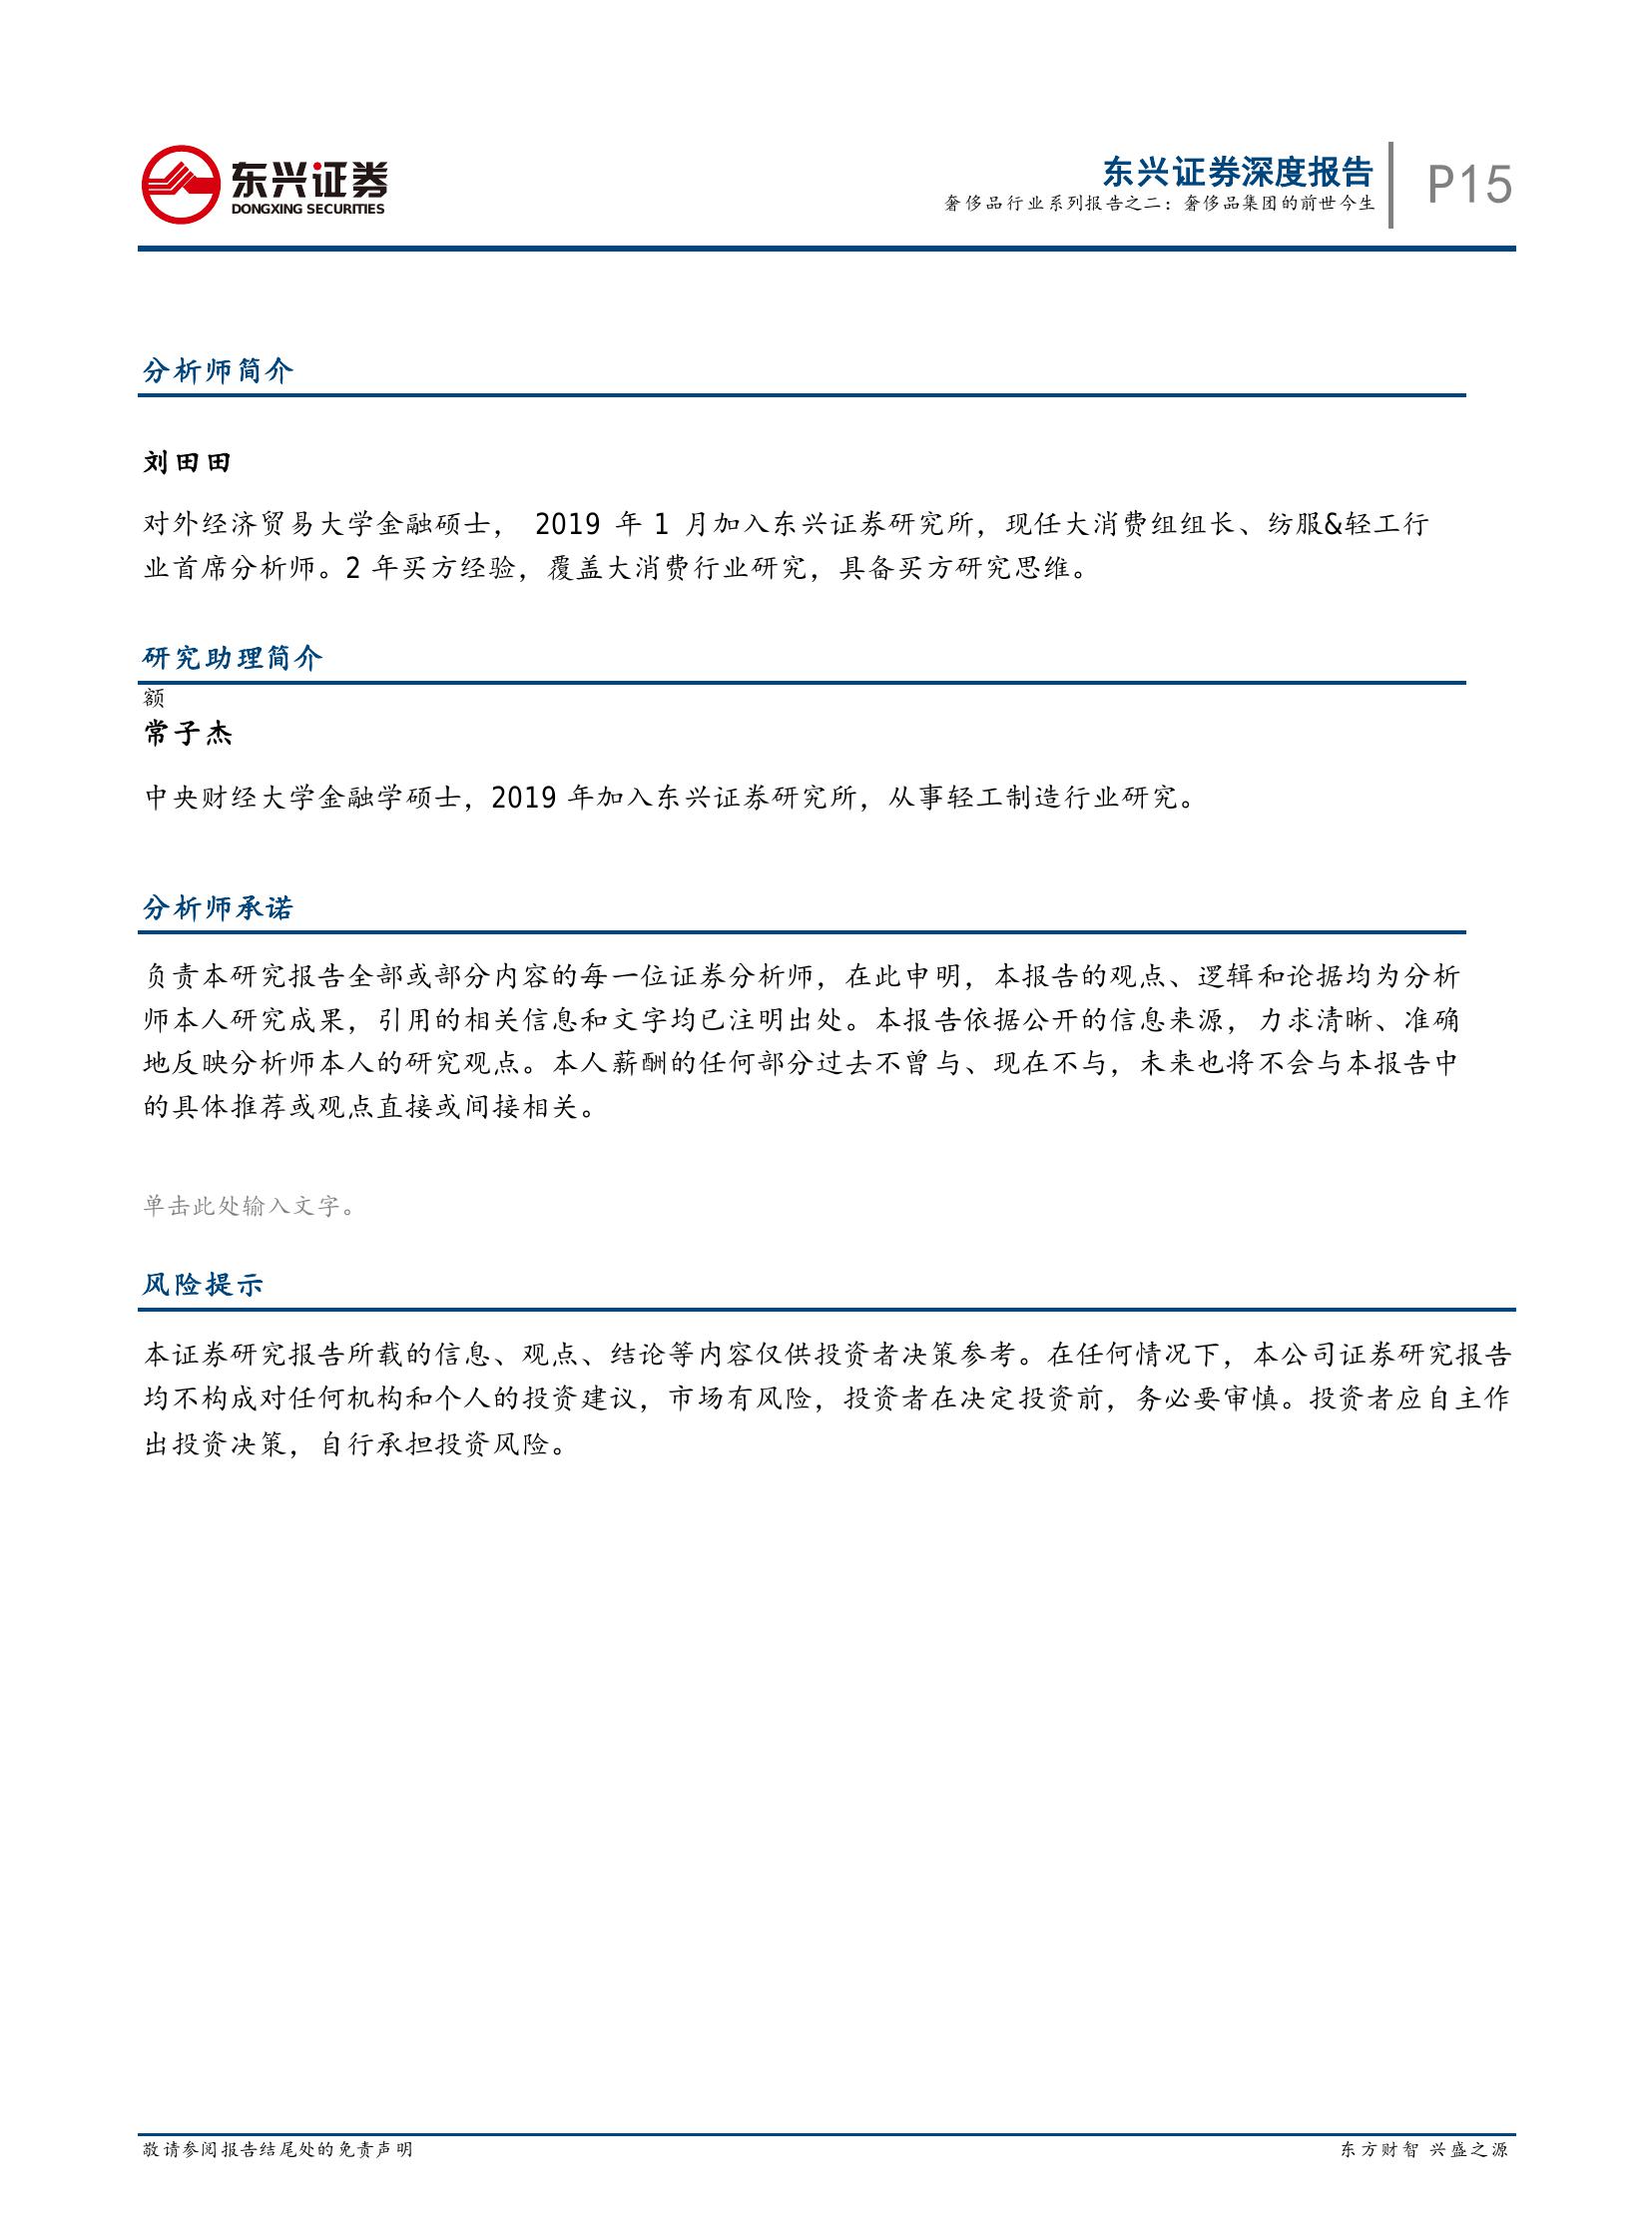 东兴证券
DONGXING SECURITIES
东兴证券深度报告
奢侈品行业系列报告之二：奢侈品集团的前世今生
P15
分析师简介
刘田田
对外经济贸易大学金融硕士， 2019 年 1 月加入东兴证券研究所，现任大消费组组长、纺服&轻工行
业首席分析师。2 年买方经验，覆盖大消费行业研究，具备买方研究思维。
研究助理简介
额
常子杰
中央财经大学金融学硕士，2019 年加入东兴证券研究所，从事轻工制造行业研究。
分析师承诺
负责本研究报告全部或部分内容的每一位证券分析师，在此申明，本报告的观点、逻辑和论据均为分析
师本人研究成果，引用的相关信息和文字均已注明出处。本报告依据公开的信息来源，力求清晰、准确
地反映分析师本人的研究观点。本人薪酬的任何部分过去不曾与、现在不与，未来也将不会与本报告中
的具体推荐或观点直接或间接相关。
单击此处输入文字。
风险提示
本证券研究报告所载的信息、观点、结论等内容仅供投资者决策参考。在任何情况下，本公司证券研究报告
均不构成对任何机构和个人的投资建议，市场有风险，投资者在决定投资前，务必要审慎。投资者应自主作
出投资决策，自行承担投资风险。
敬请参阅报告结尾处的免责声明
东方财智 兴盛之源